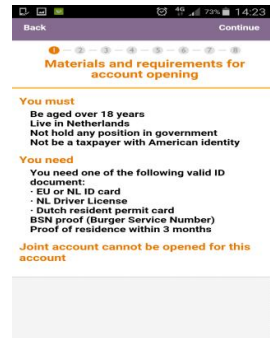 4G 73% 14:23
Back Continue
1 2 3 4 5 6 7 8
Materials and requirements for
account opening
You must
Be aged over 18 years
Live in Netherlands
Not hold any position in government
Not be a taxpayer with American identity
You need
You need one of the following valid ID
document:
· EU or NL ID card
· NL Driver License
· Dutch resident permit card
BSN proof (Burger Service Number)
Proof of residence within 3 months
Joint account cannot be opened for this
account